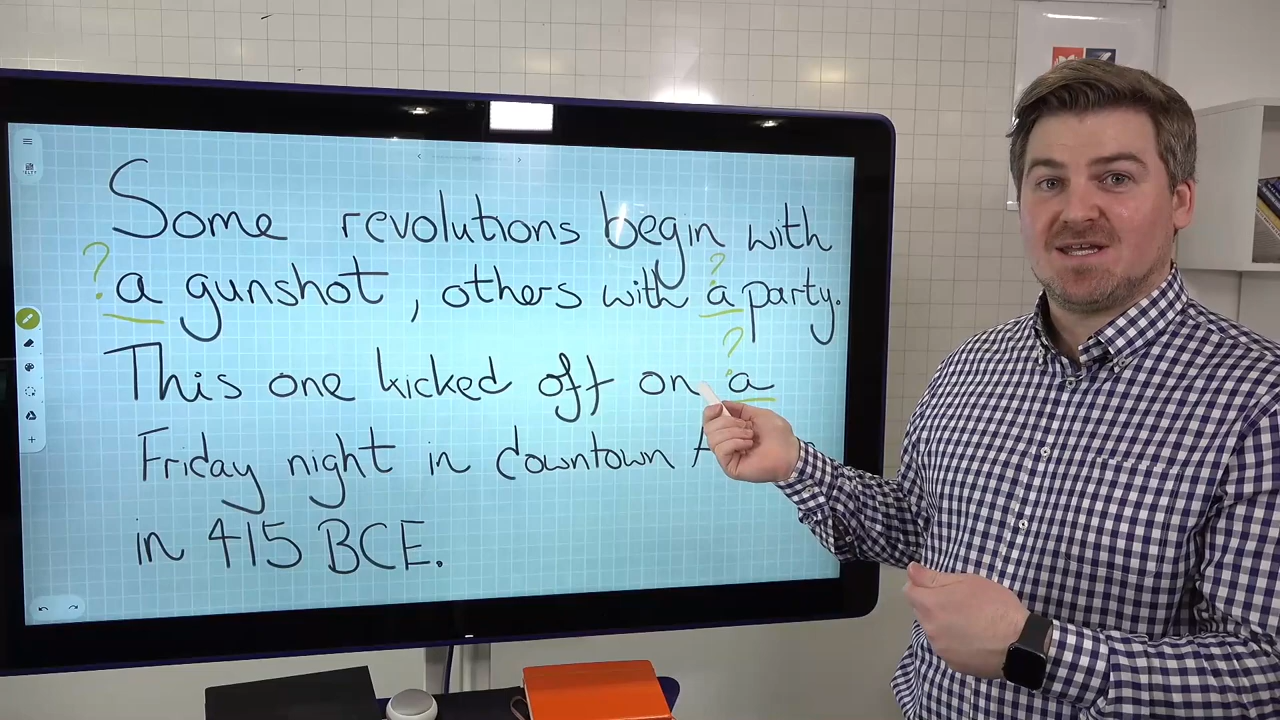 Some revolutions begin with
? a gunshot, others with ? a party.
This one kicked off on ? a
Friday night in downtown
in 415 BCE.